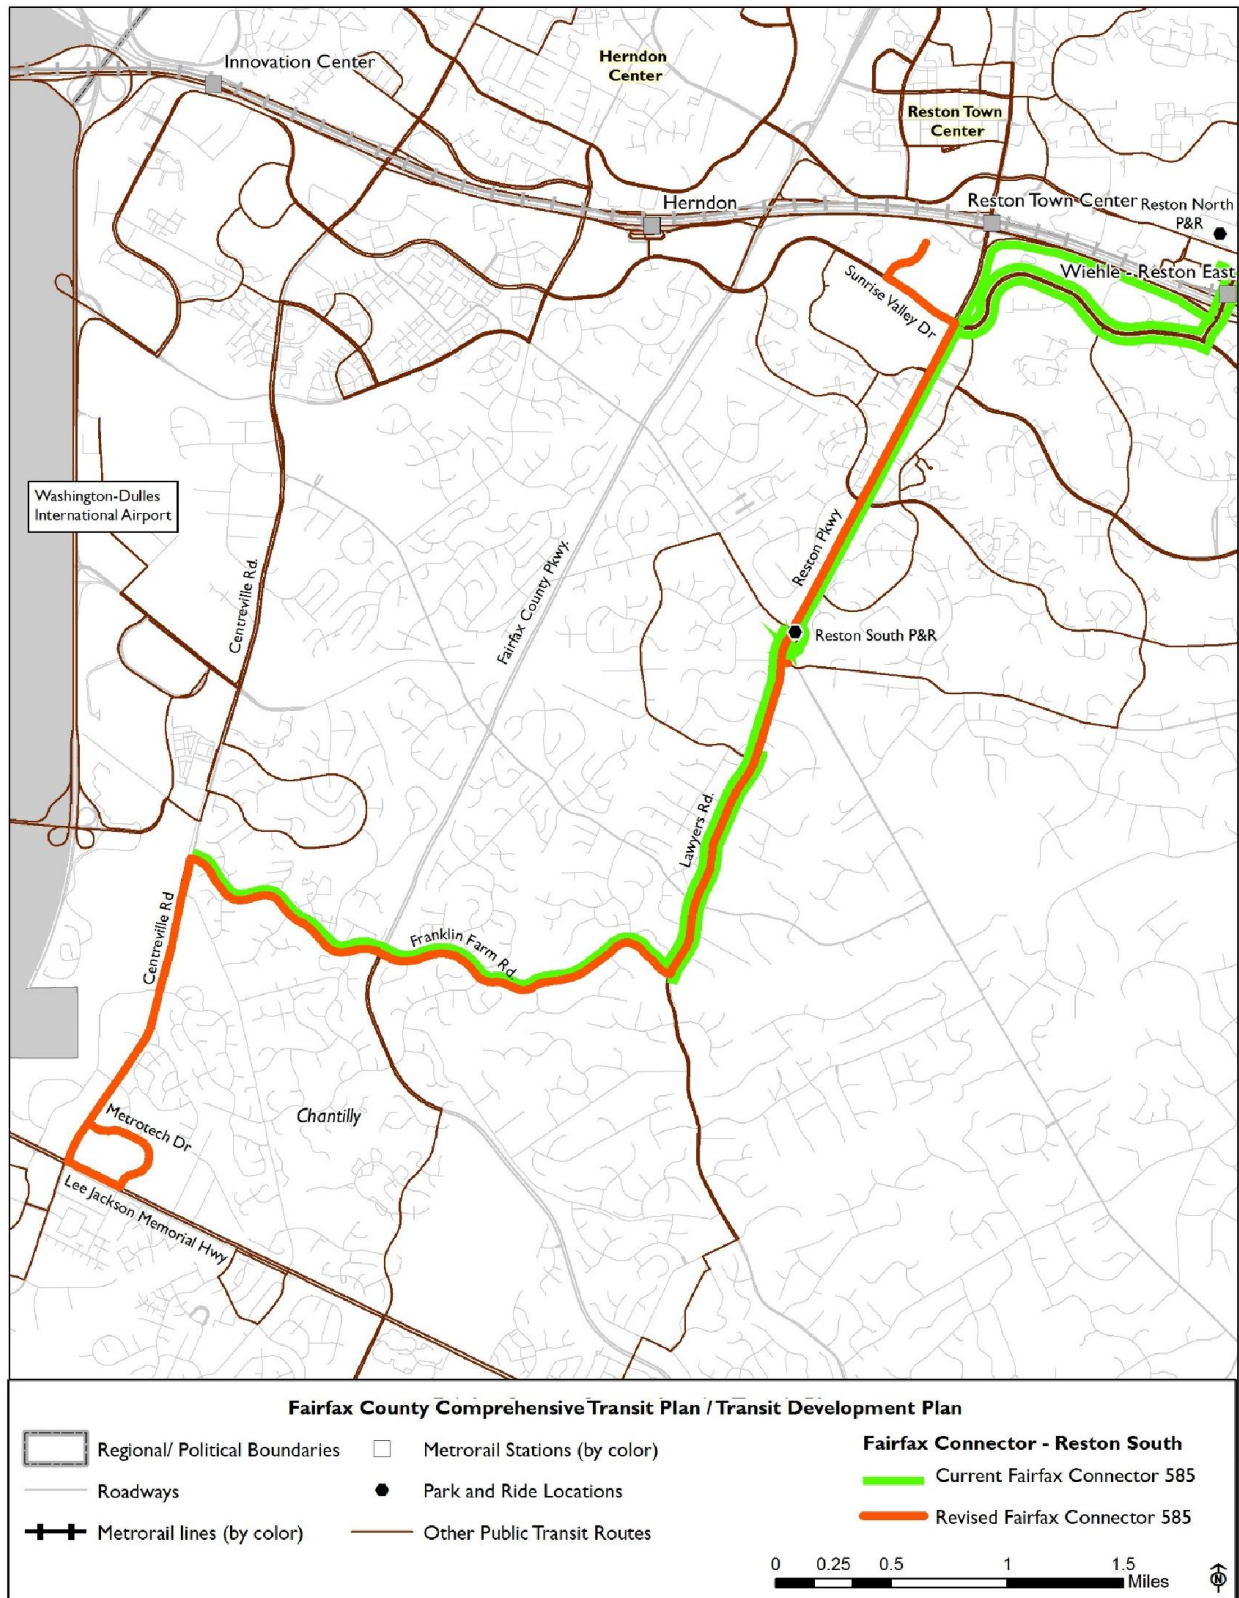 Innovation Center
Herndon
Center
Reston Town
Center
Herndon
Reston Town Center
Reston North
P&R
Wiehle - Reston East
Sunrise Valley Dr
Washington-Dulles
International Airport
Centreville Rd.
Fairfax County Pkwy.
Reston Pkwy
Reston South P&R
Lawyers Rd.
Centreville Rd
Franklin Farm Rd.
Metrotech Dr
Chantilly
Lee Jackson Memorial Hwy
Fairfax County Comprehensive Transit Plan / Transit Development Plan
Regional/ Political Boundaries
Metrorail Stations (by color)
Fairfax Connector - Reston South
Current Fairfax Connector 585
Roadways
Park and Ride Locations
Revised Fairfax Connector 585
Metrorail lines (by color)
Other Public Transit Routes
0 0.25 0.5 1 1.5
Miles
N